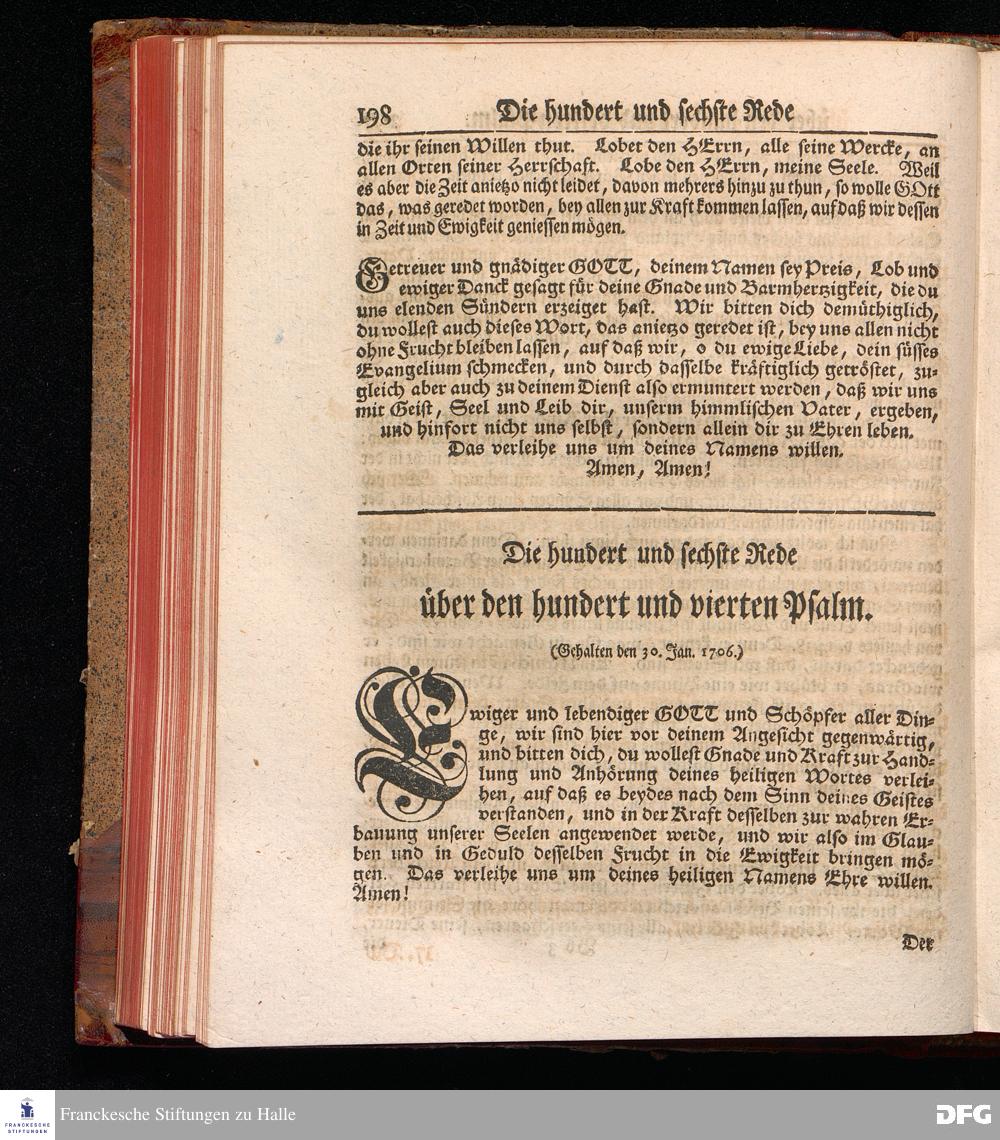 198 Die hundert und sechste Rede
die ihr seinen Willen thut. Lobet den HErrn, alle seine Wercke, an
allen Orten seiner Herrschaft. Lobe den HErrn, meine Seele. Weil
es aber die Zeit anietzo nicht leidet, davon mehrers hinzu zu thun, so wolle GOtt
das, was geredet worden, bey allen zur Kraft kommen lassen, auf daß wir dessen
in Zeit und Ewigkeit geniessen mögen.
Getreuer und gnädiger GOTT, deinem Namen sey Preis, Lob und
ewiger Danck gesagt für deine Gnade und Barmhertzigkeit, die du
uns elenden Sündern erzeiget hast. Wir bitten dich demüthiglich,
du wollest auch dieses Wort, das anietzo geredet ist, bey uns allen nicht
ohne Frucht bleiben lassen, auf daß wir, o du ewige Liebe, dein süsses
Evangelium schmecken, und durch dasselbe kräftiglich getröstet, zu-
gleich aber auch zu deinem Dienst also ermuntert werden, daß wir uns
mit Geist, Seel und Leib dir, unserm himmlischen Vater, ergeben,
und hinfort nicht uns selbst, sondern allein dir zu Ehren leben.
Das verleihe uns um deines Namens willen.
Amen, Amen!
Die hundert und sechste Rede
über den hundert und vierten Psalm.
(Gehalten den 30. Jan. 1706.)
Ewiger und lebendiger GOTT und Schöpfer aller Din-
ge, wir sind hier vor deinem Angesicht gegenwärtig,
und bitten dich, du wollest Gnade und Kraft zur Hand-
lung und Anhörung deines heiligen Wortes verlei-
hen, auf daß es beydes nach dem Sinn deines Geistes
verstanden, und in der Kraft desselben zur wahren Er-
bauung unserer Seelen angewendet werde, und wir also im Glau-
ben und in Geduld desselben Frucht in die Ewigkeit bringen mö-
gen. Das verleihe uns um deines heiligen Namens Ehre willen.
Amen!
Der
FRANCKESCHE
STIFTUNGEN
Franckesche Stiftungen zu Halle
DFG